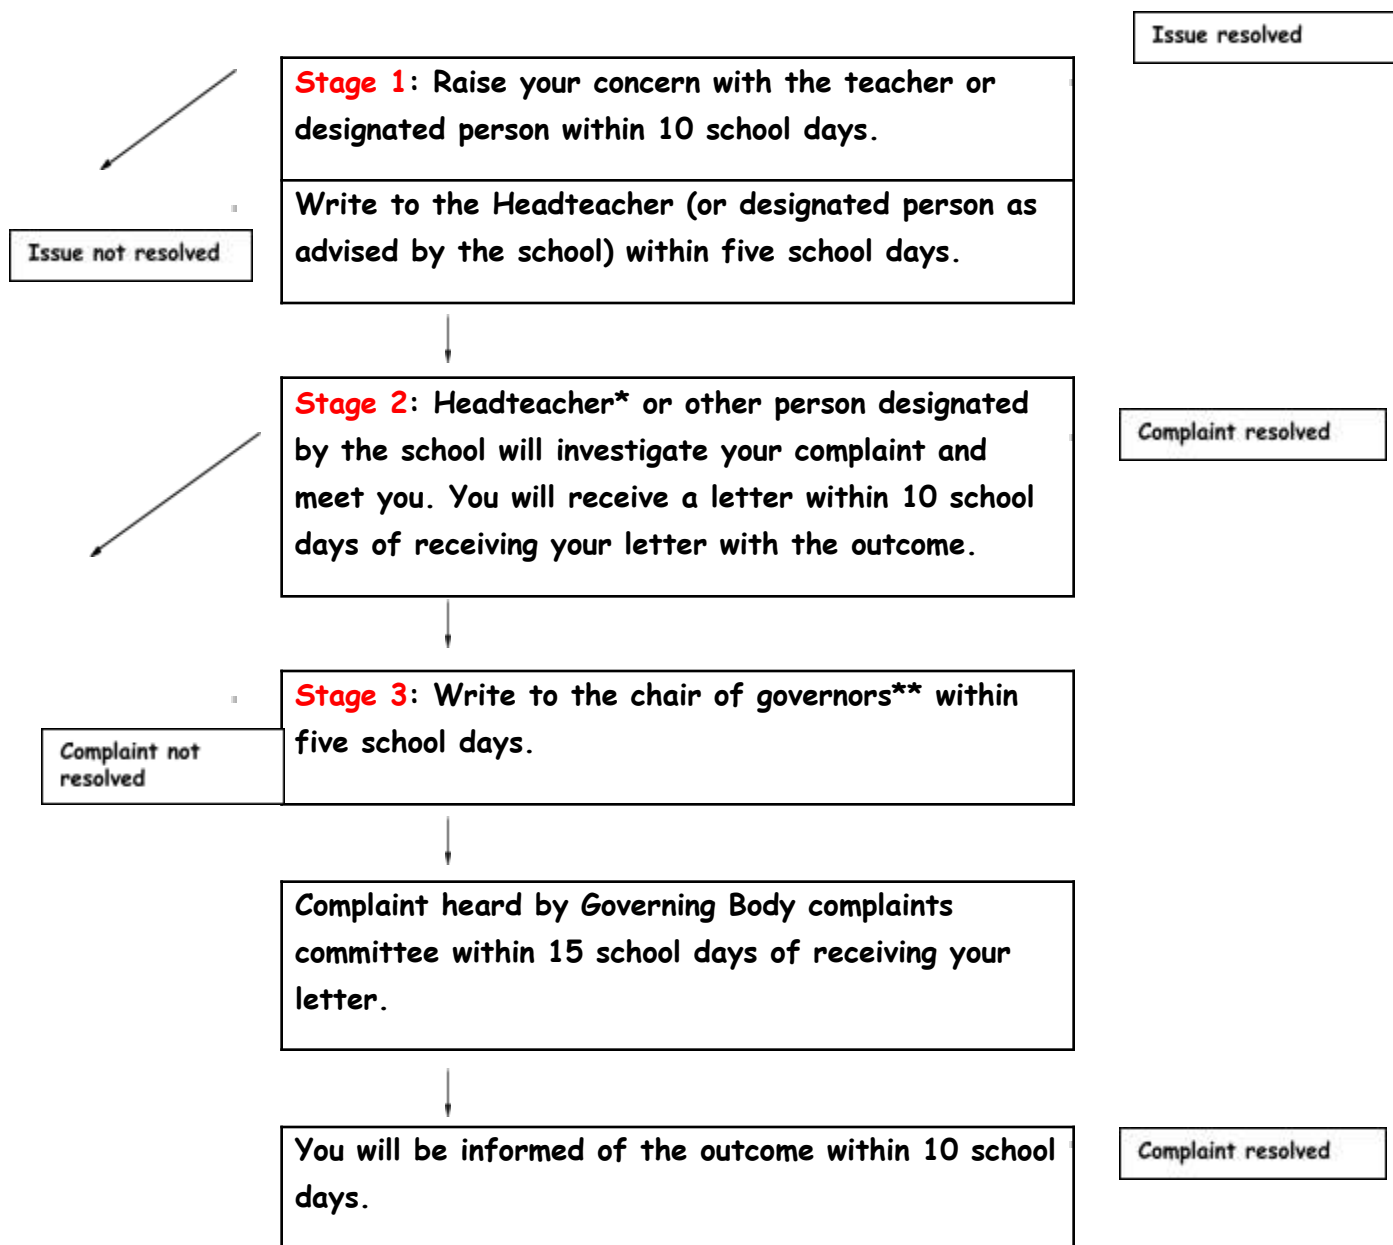 Issue resolved
Stage 1: Raise your concern with the teacher or
designated person within 10 school days.
Write to the Headteacher (or designated person as
advised by the school) within five school days.
Issue not resolved
Stage 2: Headteacher* or other person designated
by the school will investigate your complaint and
meet you. You will receive a letter within 10 school
days of receiving your letter with the outcome.
Complaint resolved
Stage 3: Write to the chair of governors** within
five school days.
Complaint not
resolved
Complaint heard by Governing Body complaints
committee within 15 school days of receiving your
letter.
You will be informed of the outcome within 10 school
days.
Complaint resolved